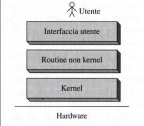 Utente
Interfaccia utente
Routine non kernel
Kernel
Hardware